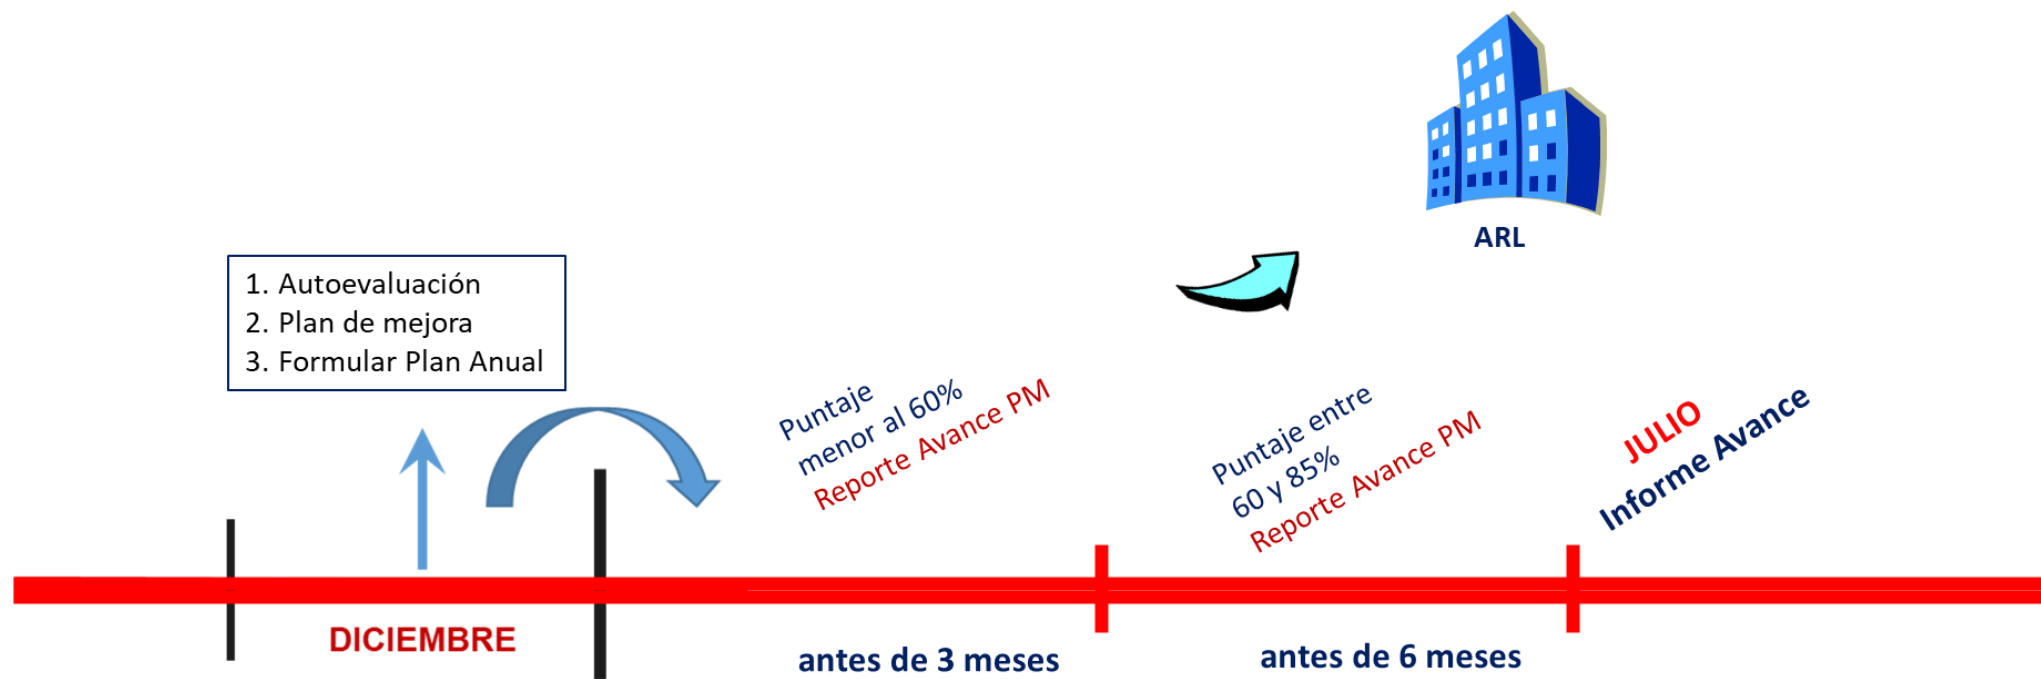 ARL
1. Autoevaluación
2. Plan de mejora
3. Formular Plan Anual
Puntaje
menor al 60%
Reporte Avance PM
Puntaje entre
60 y 85%
Reporte Avance PM
JULIO
Informe Avance
DICIEMBRE
antes de 3 meses
antes de 6 meses